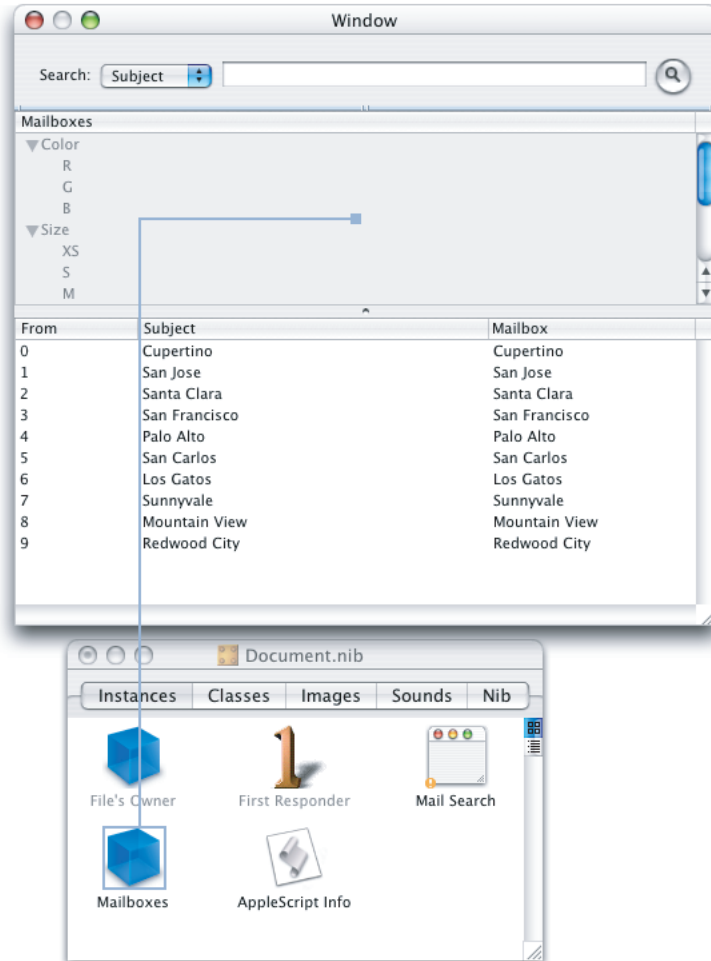 Window
Search: Subject
Mailboxes
Color
R
G
B
Size
XS
S
M
From Subject Mailbox
0 Cupertino Cupertino
1 San Jose San Jose
2 Santa Clara Santa Clara
3 San Francisco San Francisco
4 Palo Alto Palo Alto
5 San Carlos San Carlos
6 Los Gatos Los Gatos
7 Sunnyvale Sunnyvale
8 Mountain View Mountain View
9 Redwood City Redwood City
Document.nib
Instances Classes Images Sounds Nib
1
File's Owner First Responder Mail Search
Mailboxes AppleScript Info